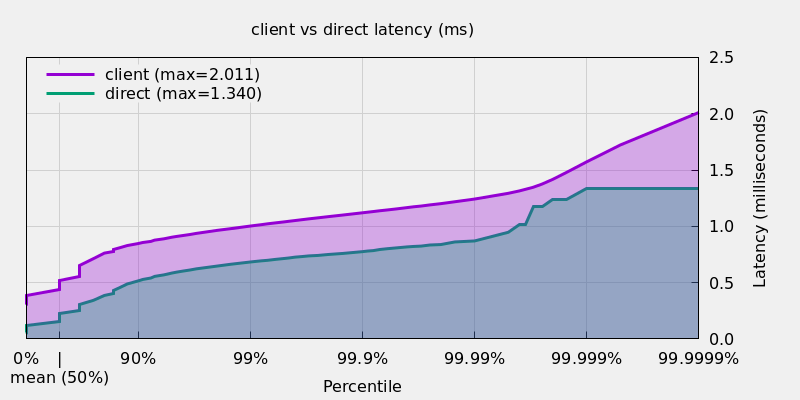 client vs direct latency (ms)
client (max=2.011)
direct (max=1.340)
2.5
2.0
1.5
1.0
0.5
0.0
Latency (milliseconds)
0% | 90% 99% 99.9% 99.99% 99.999% 99.9999%
mean (50%)
Percentile